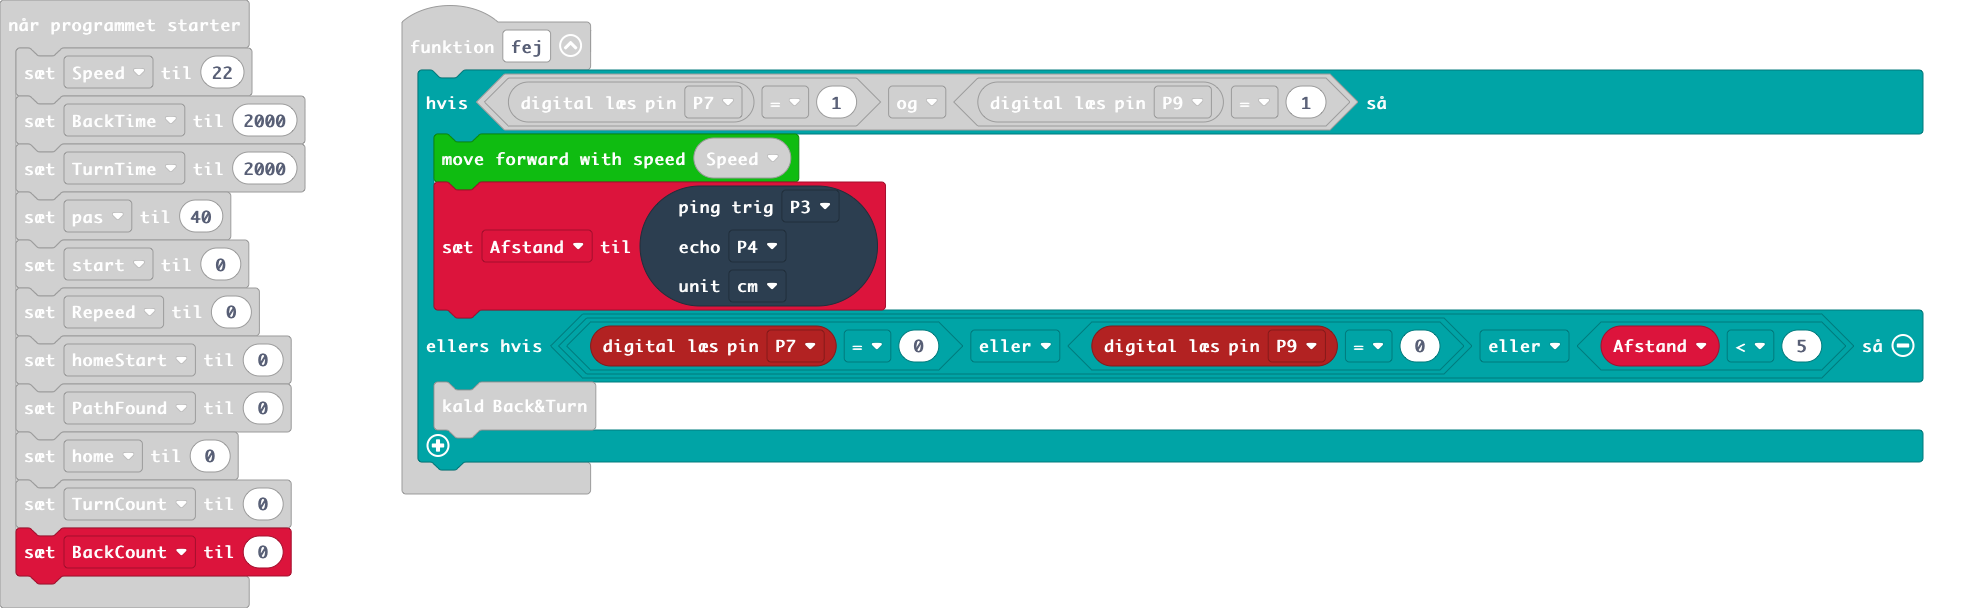 når programmet starter
sæt Speed til 22
sæt BackTime til 2000
sæt TurnTime til 2000
sæt pas til 40
sæt start til 0
sæt Repeed til 0
sæt homeStart til 0
sæt PathFound til 0
sæt home til 0
sæt TurnCount til 0
sæt BackCount til 0
funktion fej
hvis digital læs pin P7 = 1 og digital læs pin P9 = 1 så
move forward with speed Speed
ping trig P3
sæt Afstand til echo P4
unit cm
ellers hvis digital læs pin P7 = 0 eller digital læs pin P9 = 0 eller Afstand < 5 så
kald Back&Turn